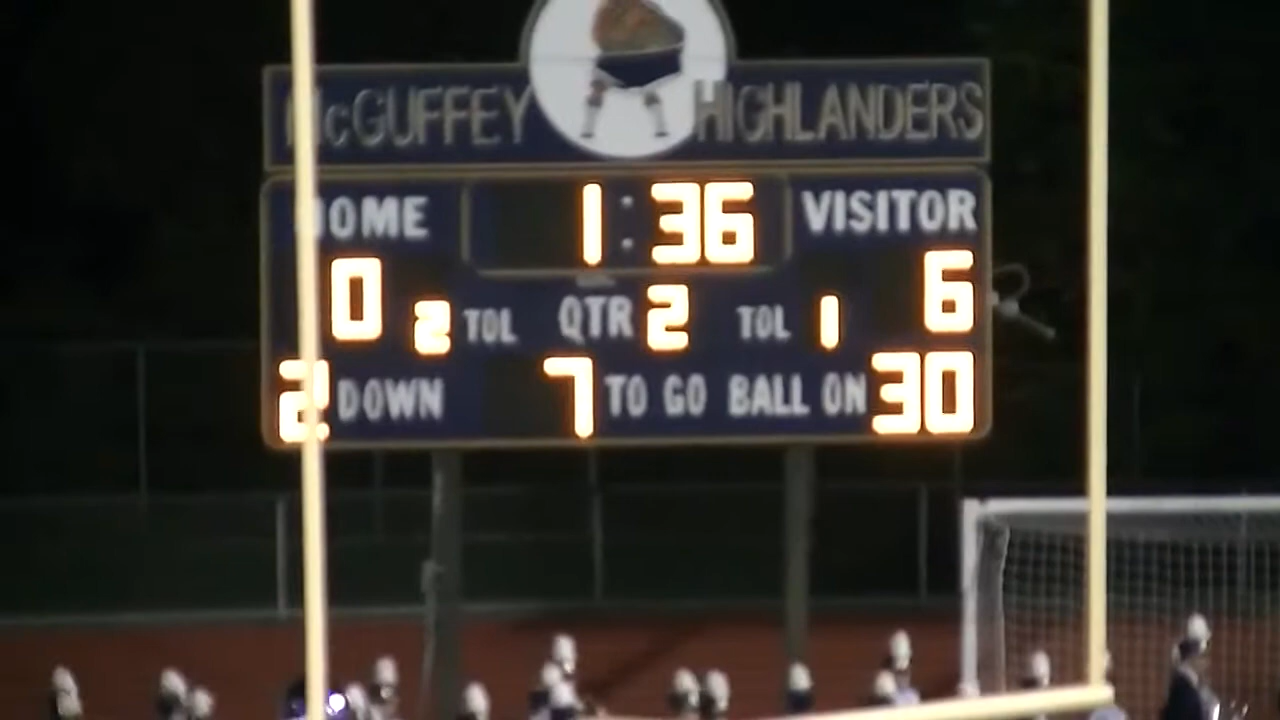 McGUFFEY HIGHLANDERS
HOME 1:36 VISITOR
0 2 TOL QTR 2 TOL 1 6
2 DOWN 7 TO GO BALL ON 30